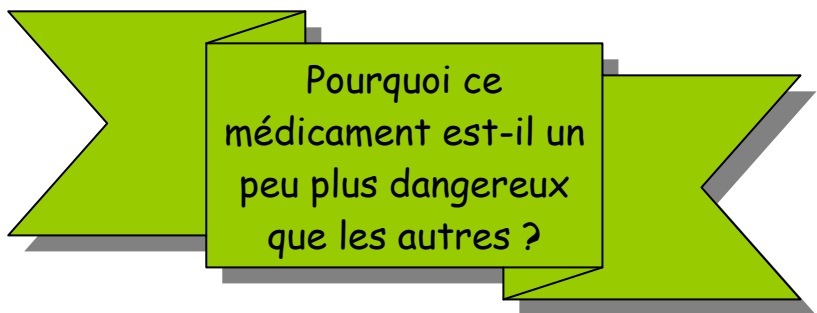 Pourquoi ce
médicament est-il un
peu plus dangereux
que les autres ?